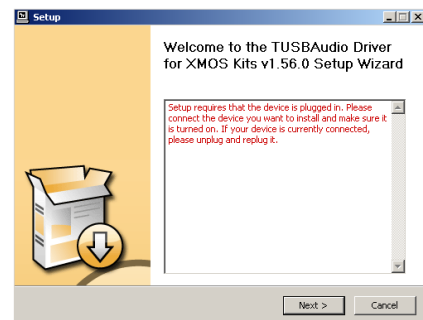 Setup
Welcome to the TUSBAudio Driver
for XMOS Kits v1.56.0 Setup Wizard
Setup requires that the device is plugged in. Please
connect the device you want to install and make sure it
is turned on. If your device is currently connected,
please unplug and replug it.
Next >
Cancel